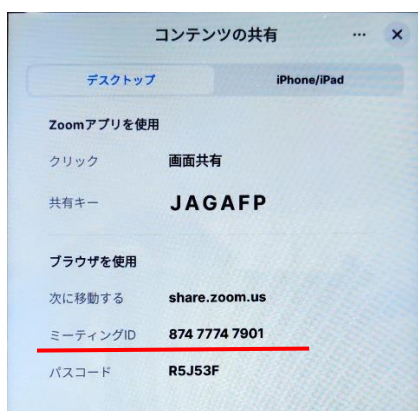 コンテンツの共有 … ×
デスクトップ iPhone/iPad
Zoomアプリを使用
クリック 画面共有
共有キー JAGAFP
ブラウザを使用
次に移動する share.zoom.us
ミーティングID 874 7774 7901
パスコード R5J53F